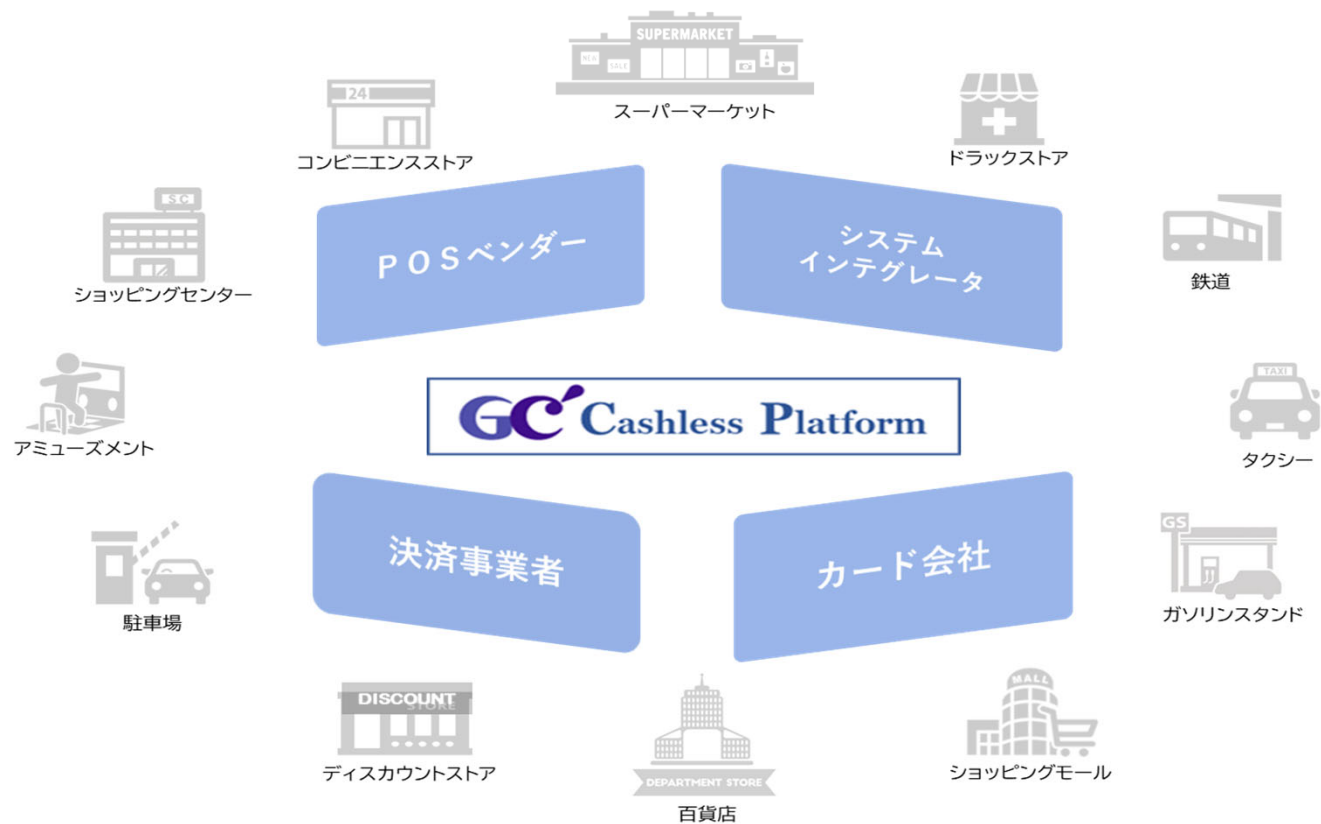 SUPERMARKET
NEA
SALE
スーパーマーケット
24
コンビニエンスストア
ドラックストア
SC
ショッピングセンター
POSベンダー
システム
インテグレータ
鉄道
アミューズメント
GC' Cashless Platform
TAXI
タクシー
駐車場
決済事業者
カード会社
GS
ガソリンスタンド
DISCOUNT
STORE
ディスカウントストア
DEPARTMENT STORE
百貨店
MALL
ショッピングモール